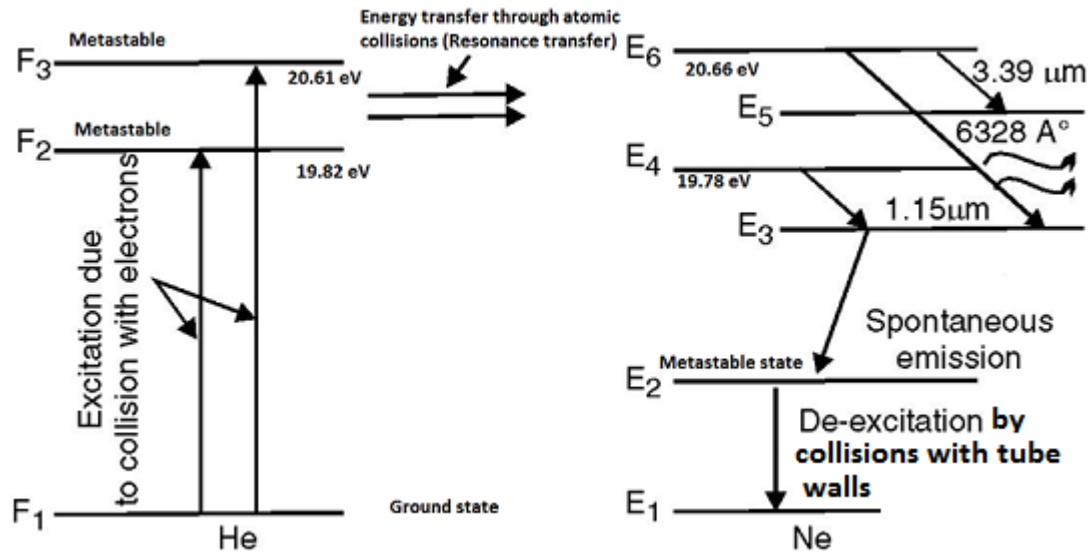 Energy transfer through atomic
collisions (Resonance transfer)
Metastable
F3
20.61 eV
Metastable
F2
19.82 eV
Excitation due
to collision with electrons
F1
Ground state
He
E6
20.66 eV
3.39 μm
E5
6328 A°
E4
19.78 eV
1.15μm
E3
Spontaneous
emission
Metastable state
E2
De-excitation by
collisions with tube
walls
E1
Ne